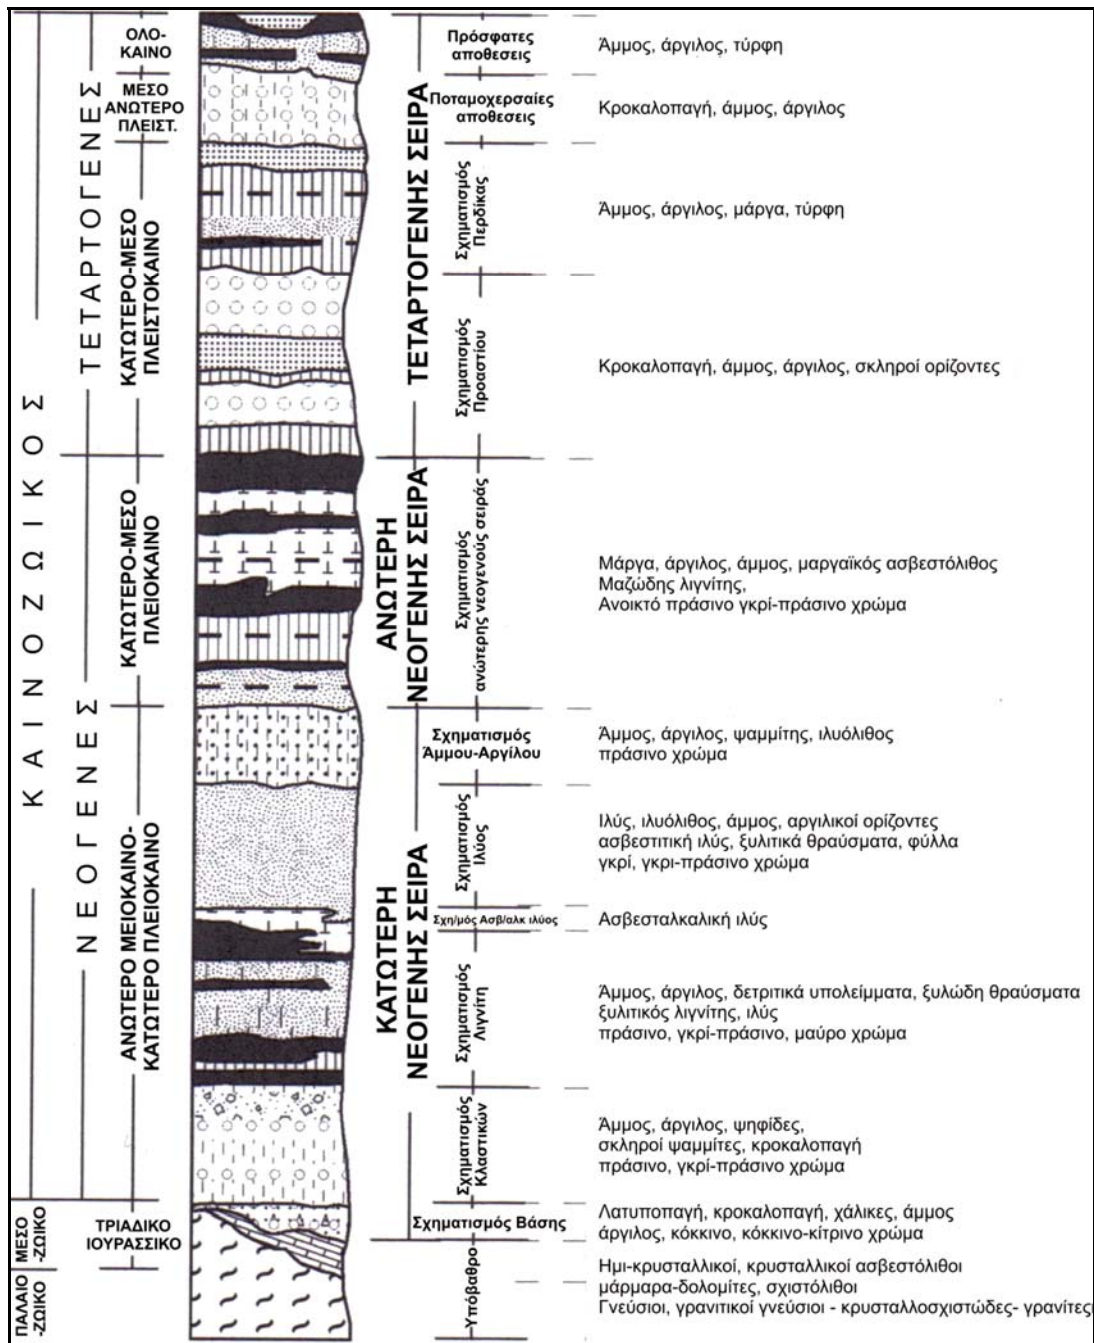 ΚΑΙΝΟΖΩΙΚΟΣ
ΜΕΣΟ
-ΖΩΙΚΟ
ΠΑΛΑΙΟ
-ΖΩΙΚΟ
ΤΕΤΑΡΤΟΓΕΝΕΣ
ΝΕΟΓΕΝΕΣ
ΟΛΟ-
ΚΑΙΝΟ
ΜΕΣΟ
ΑΝΩΤΕΡΟ
ΠΛΕΙΣΤ.
ΚΑΤΩΤΕΡΟ-ΜΕΣΟ
ΠΛΕΙΣΤΟΚΑΙΝΟ
ΚΑΤΩΤΕΡΟ-ΜΕΣΟ
ΠΛΕΙΟΚΑΙΝΟ
ΑΝΩΤΕΡΟ ΜΕΙΟΚΑΙΝΟ-
ΚΑΤΩΤΕΡΟ ΠΛΕΙΟΚΑΙΝΟ
ΤΡΙΑΔΙΚΟ
ΙΟΥΡΑΣΣΙΚΟ
ΤΕΤΑΡΤΟΓΕΝΗΣ ΣΕΙΡΑ
ΑΝΩΤΕΡΗ
ΝΕΟΓΕΝΗΣ ΣΕΙΡΑ
ΚΑΤΩΤΕΡΗ
ΝΕΟΓΕΝΗΣ ΣΕΙΡΑ
Πρόσφατες
αποθεσεις
Άμμος, άργιλος, τύρφη
Ποταμοχερσαίες
αποθεσεις
Κροκαλοπαγή, άμμος, άργιλος
Σχηματισμός
Περδίκας
Άμμος, άργιλος, μάργα, τύρφη
Σχηματισμός
Προαστίου
Κροκαλοπαγή, άμμος, άργιλος, σκληροί ορίζοντες
Σχηματισμός
ανώτερης νεογενούς σειράς
Μάργα, άργιλος, άμμος, μαργαϊκός ασβεστόλιθος
Μαζώδης λιγνίτης,
Ανοικτό πράσινο γκρί-πράσινο χρώμα
Σχηματισμός
Άμμου-Αργίλου
Άμμος, άργιλος, ψαμμίτης, ιλυόλιθος
πράσινο χρώμα
Σχηματισμός
Ιλύος
Ιλύς, ιλυόλιθος, άμμος, αργιλικοί ορίζοντες
ασβεστιτική ιλύς, ξυλιτικά θραύσματα, φύλλα
γκρί, γκρι-πράσινο χρώμα
Σχη/μός Ασβ/αλκ ιλύος
Ασβεσταλκαλική ιλύς
Σχηματισμός
Λιγνίτη
Άμμος, άργιλος, δετριτικά υπολείμματα, ξυλώδη θραύσματα
ξυλιτικός λιγνίτης, ιλύς
πράσινο, γκρί-πράσινο, μαύρο χρώμα
Σχηματισμός
Κλαστικών
Άμμος, άργιλος, ψηφίδες,
σκληροί ψαμμίτες, κροκαλοπαγή
πράσινο, γκρί-πράσινο χρώμα
Σχηματισμός Βάσης
Λατυποπαγή, κροκαλοπαγή, χάλικες, άμμος
άργιλος, κόκκινο, κόκκινο-κίτρινο χρώμα
Υπόβαθρο
Ημι-κρυσταλλικοί, κρυσταλλικοί ασβεστόλιθοι
μάρμαρα-δολομίτες, σχιστόλιθοι
Γνεύσιοι, γρανιτικοί γνεύσιοι - κρυσταλλοσχιστώδες- γρανίτες